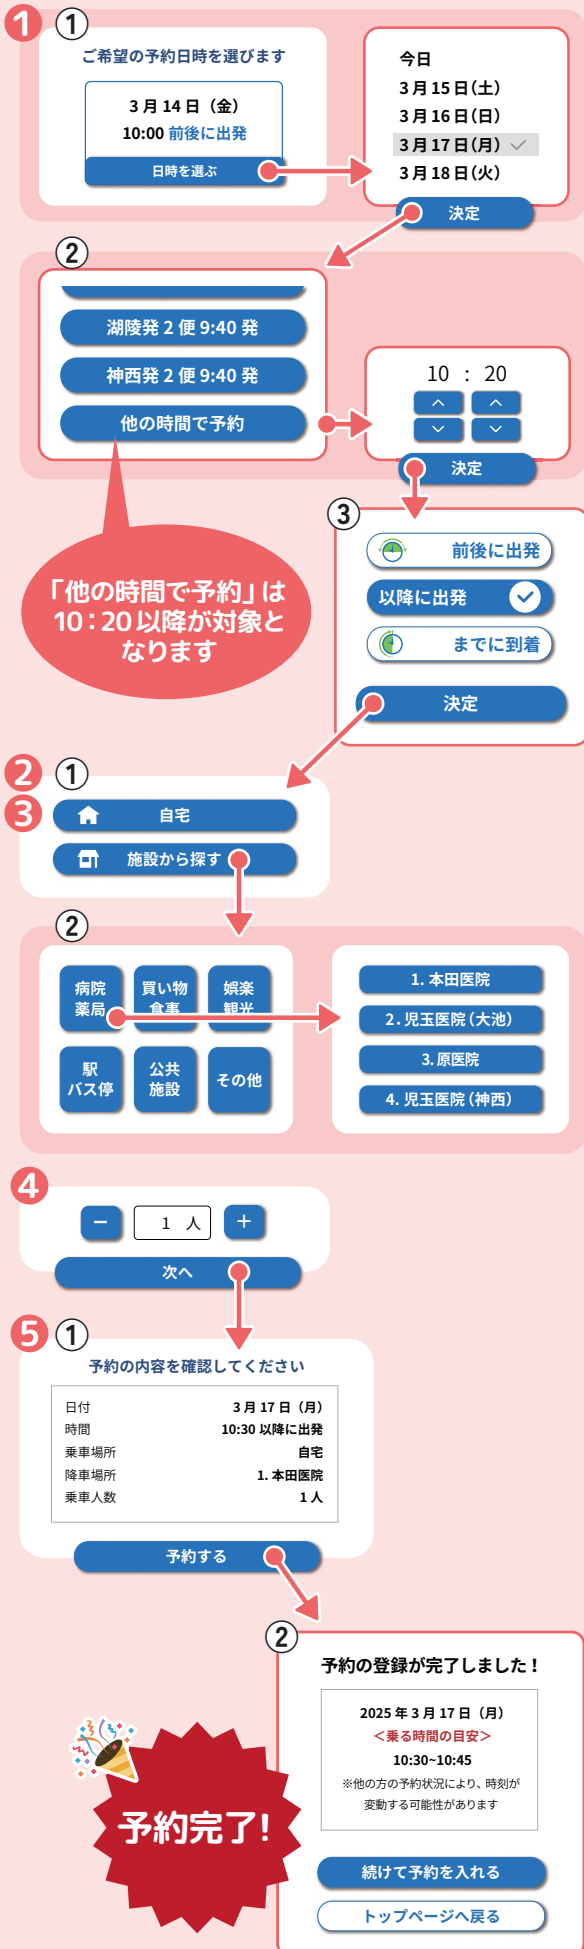 1
①
ご希望の予約日時を選びます
3 月 14 日（金）
10:00 前後に出発
日時を選ぶ
今日
3月15日(土)
3月16日(日)
3月17日(月)
3月18日(火)
決定
②
湖陵発 2 便 9:40 発
神西発 2 便 9:40 発
他の時間で予約
10 : 20
決定
「他の時間で予約」は
10：20 以降が対象と
なります
③
前後に出発
以降に出発
までに到着
決定
2
3
①
自宅
施設から探す
②
病院
薬局
買い物
食事
娯楽
観光
駅
バス停
公共
施設
その他
1. 本田医院
2. 児玉医院（大池）
3. 原医院
4. 児玉医院（神西）
4
－
1 人
＋
次へ
5
①
予約の内容を確認してください
日付 3 月 17 日（月）
時間 10:30 以降に出発
乗車場所 自宅
降車場所 1. 本田医院
乗車人数 1 人
予約する
②
予約の登録が完了しました！
2025 年 3 月 17 日（月）
＜乗る時間の目安＞
10:30~10:45
※他の方の予約状況により、時刻が
変動する可能性があります
予約完了!
続けて予約を入れる
トップページへ戻る